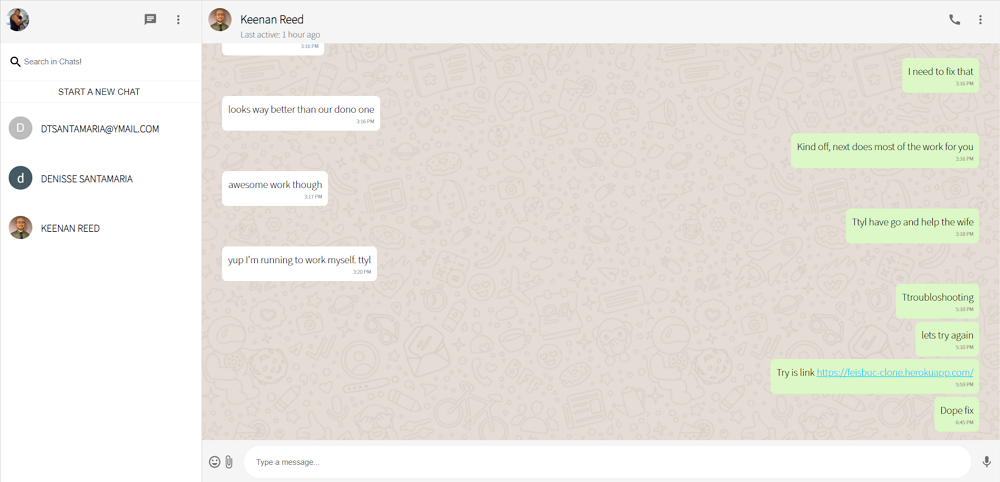 Keenan Reed
Last active: 1 hour ago
Search in Chats!
START A NEW CHAT
D DTSANTAMARIA@YMAIL.COM
d DENISSE SANTAMARIA
KEENAN REED
3:16 PM
I need to fix that
3:16 PM
looks way better than our dono one
3:16 PM
Kind off, next does most of the work for you
3:16 PM
awesome work though
3:17 PM
Ttyl have go and help the wife
3:18 PM
yup I'm running to work myself. ttyl
3:20 PM
Ttroubloshooting
5:10 PM
lets try again
5:10 PM
Try is link https://feisbuc-clone.herokuapp.com/
5:10 PM
Dope fix
6:45 PM
Type a message...